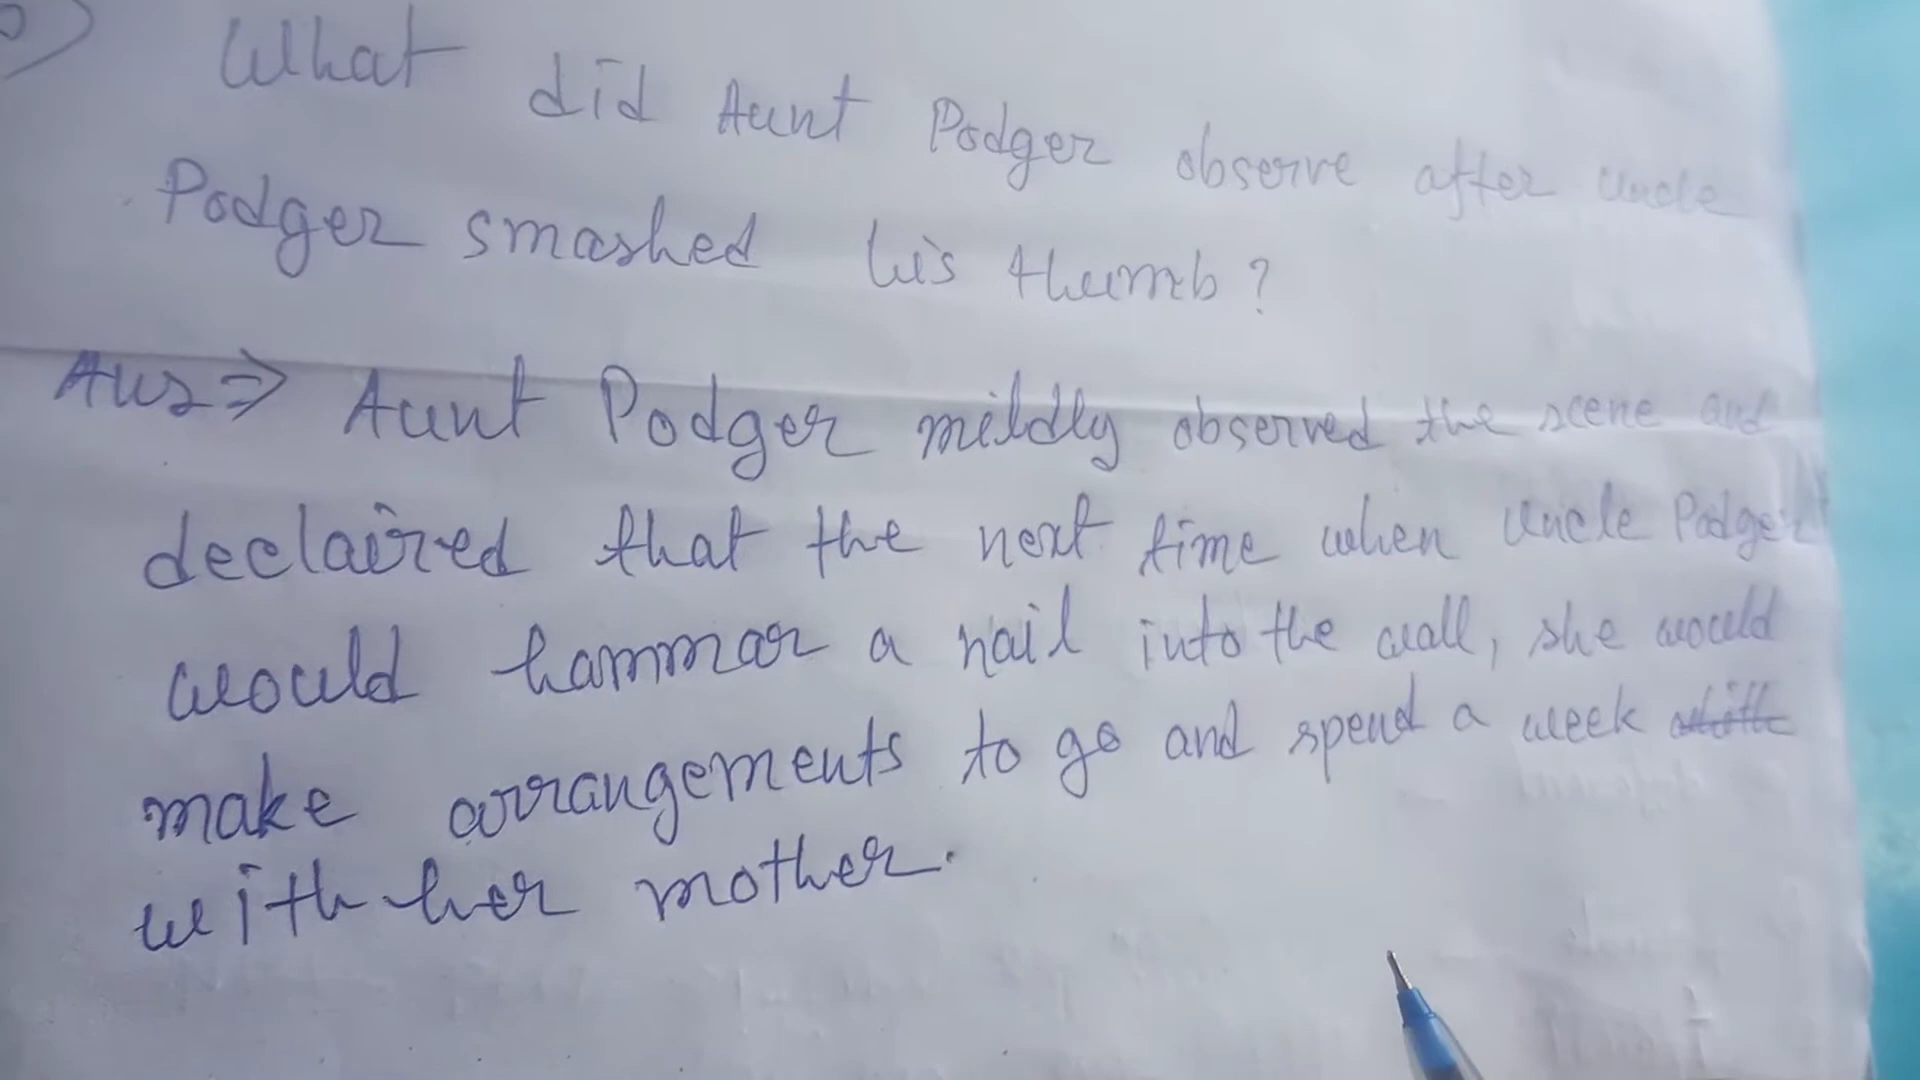 What did Aunt Podger observe after uncle
Podger smashed his thumb?
Ans⇒ Aunt Podger mildly observed the scene and
declaired that the next time when Uncle Podger
would hammar a nail into the wall, she would
make arrangements to go and spend a week
with her mother.